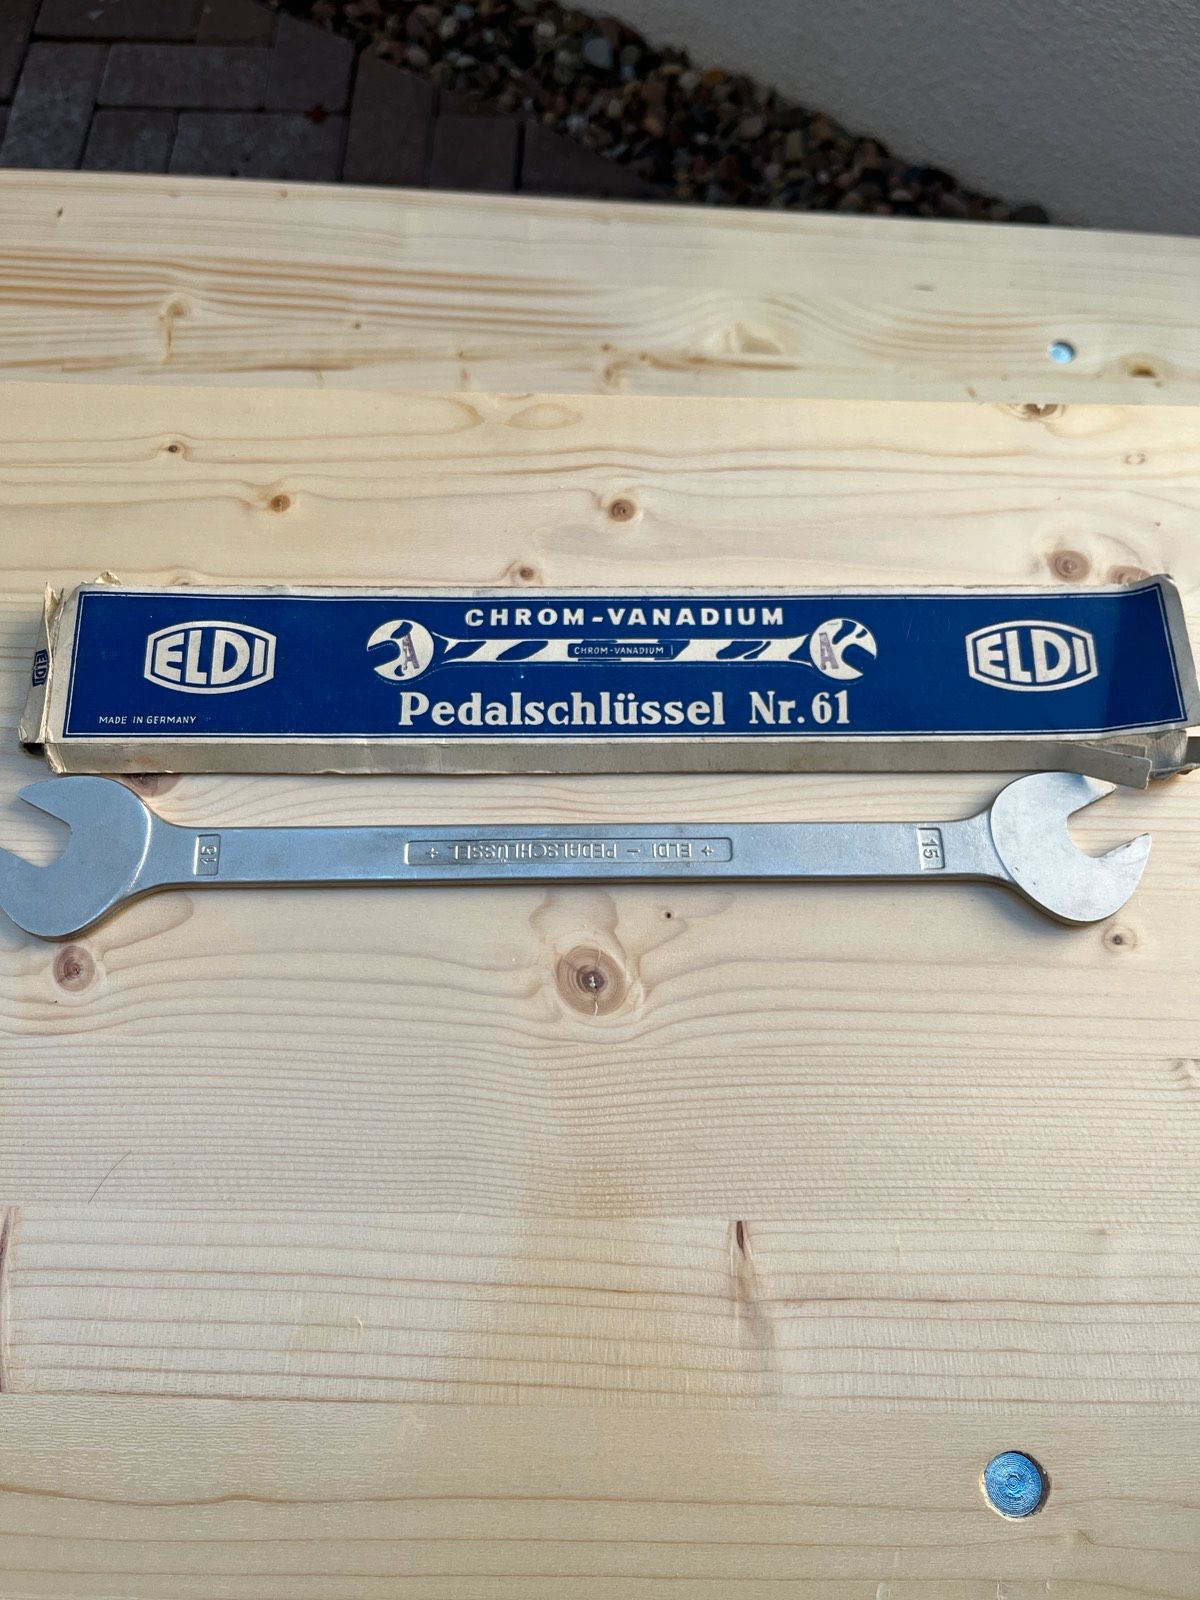 CHROM-VANADIUM
ELDI
A
CHROM-VANADIUM
A
ELDI
Pedalschlüssel Nr. 61
MADE IN GERMANY
ELDI
15
ELDI - PEDALSCHLÜSSEL
15